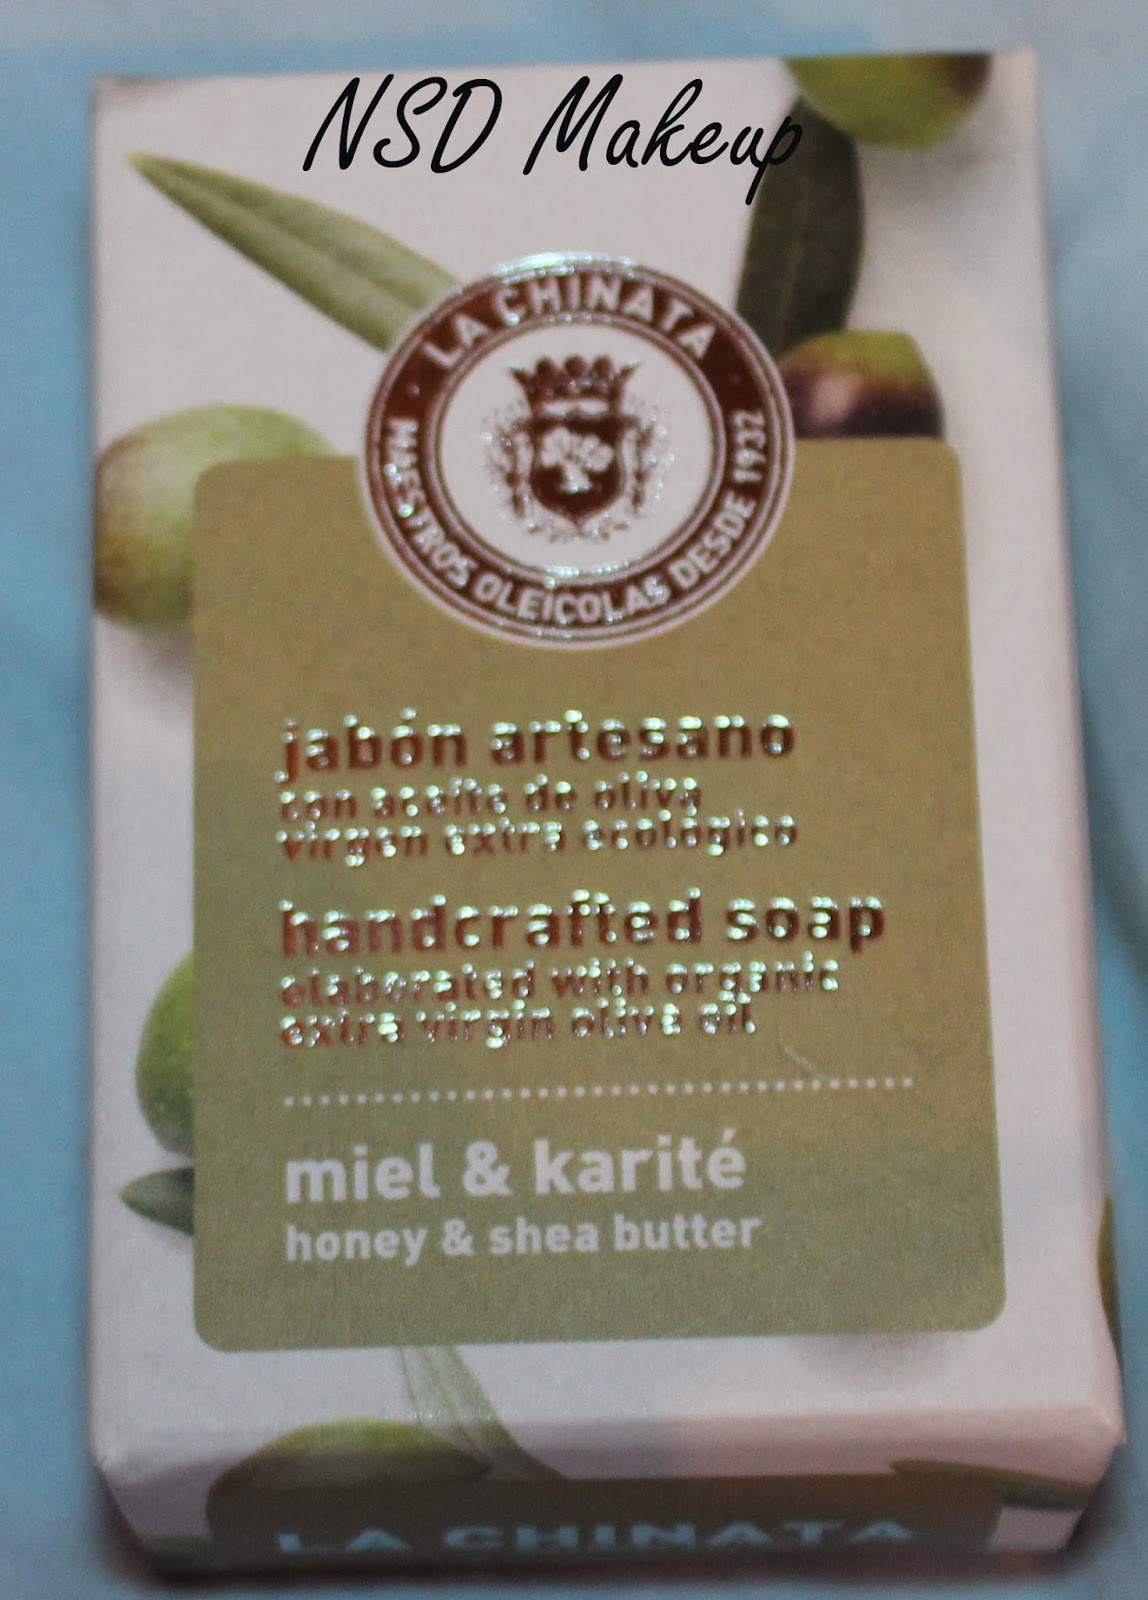 NSD Makeup
LA CHINATA
MAESTROS OLEÍCOLAS DESDE 1932
jabón artesano
con aceite de oliva
virgen extra ecológico
handcrafted soap
elaborated with organic
extra virgin olive oil
miel & karité
honey & shea butter
LA CHINATA